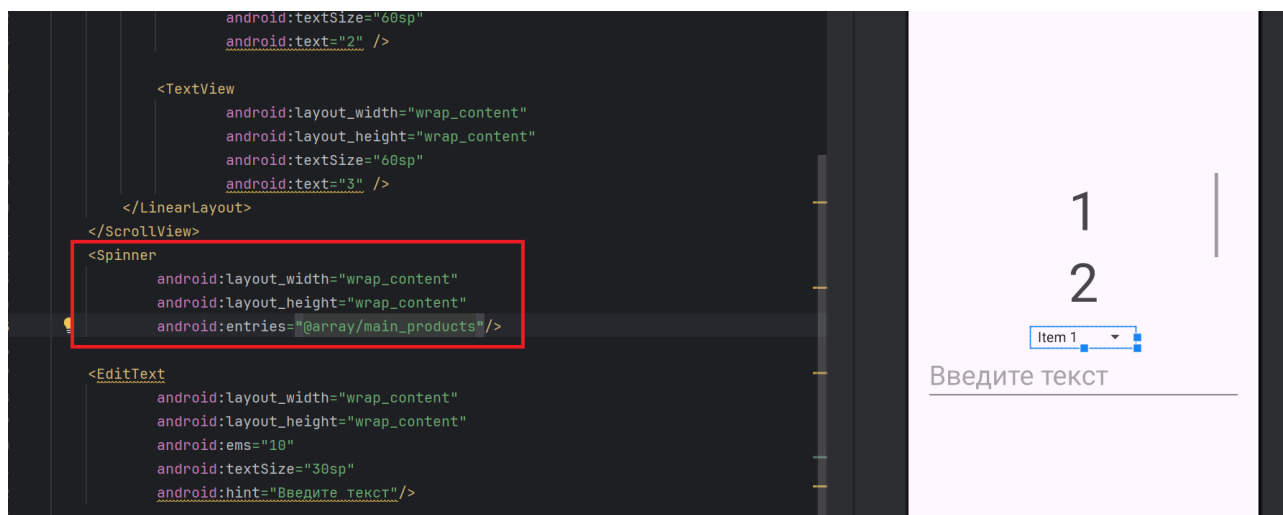 android:textSize="60sp"
android:text="2" />
<TextView
android:layout_width="wrap_content"
android:layout_height="wrap_content"
android:textSize="60sp"
android:text="3" />
</LinearLayout>
</ScrollView>
<Spinner
android:layout_width="wrap_content"
android:layout_height="wrap_content"
android:entries="@array/main_products"/>
<EditText
android:layout_width="wrap_content"
android:layout_height="wrap_content"
android:ems="10"
android:textSize="30sp"
android:hint="Введите текст"/>
1
2
Item 1
Введите текст